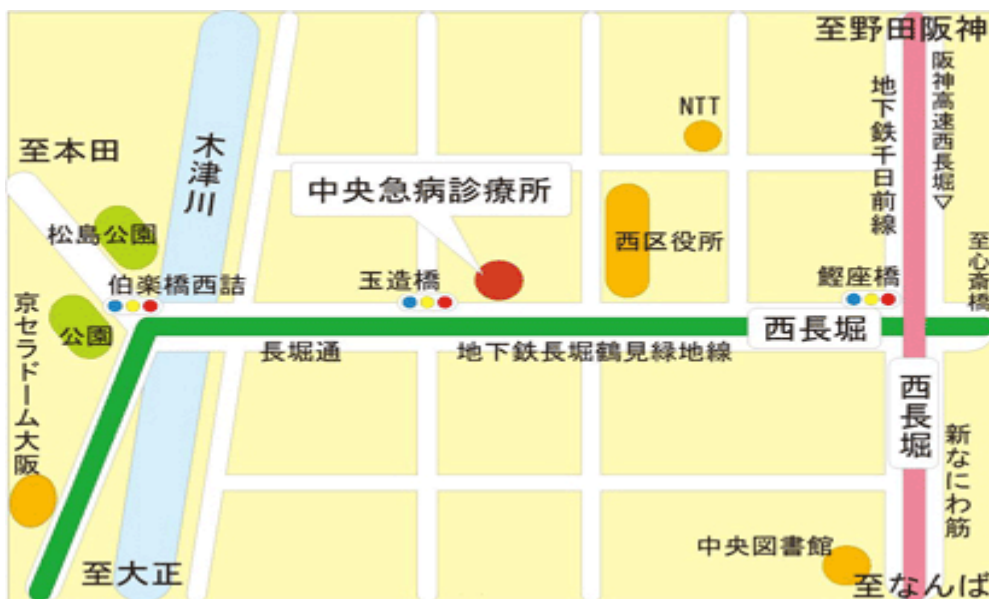 至野田阪神
阪神高速西長堀▽
地下鉄千日前線
NTT
至本田
木津川
中央急病診療所
松島公園
西区役所
至心斎橋
伯楽橋西詰
玉造橋
鰹座橋
公園
京セラドーム大阪
西長堀
長堀通
地下鉄長堀鶴見緑地線
西長堀
新なにわ筋
中央図書館
至大正
至なんば